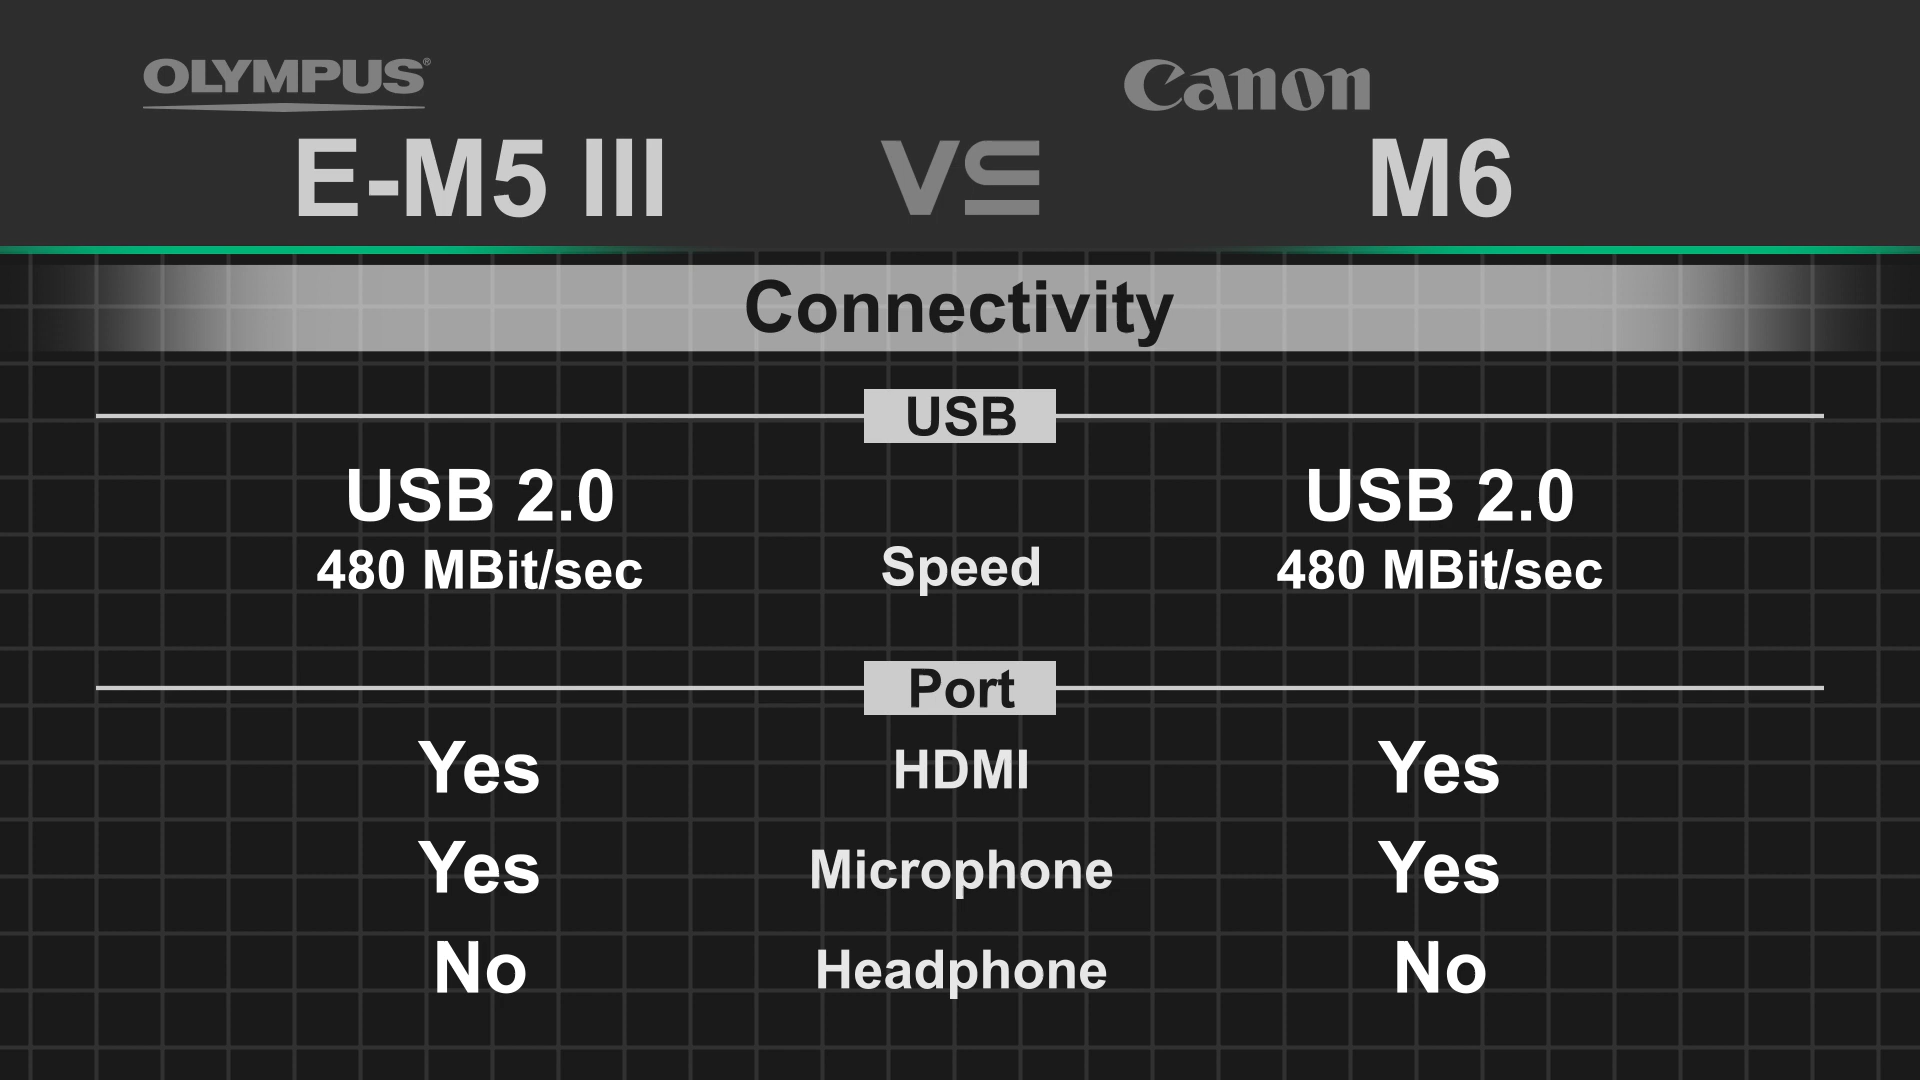 OLYMPUS®
Canon
E-M5 III
VS
M6
Connectivity
USB
USB 2.0
USB 2.0
480 MBit/sec
Speed
480 MBit/sec
Port
Yes
HDMI
Yes
Yes
Microphone
Yes
No
Headphone
No